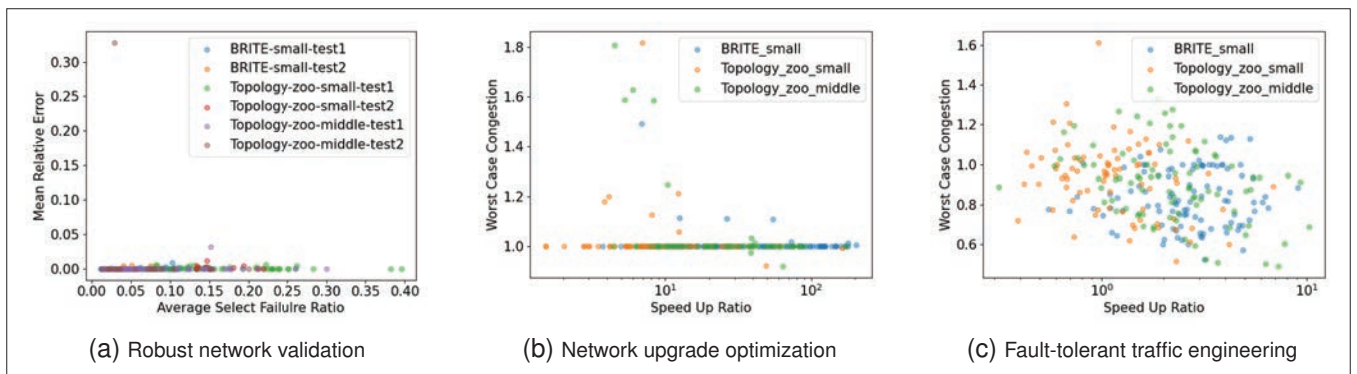 Mean Relative Error
0.30
0.25
0.20
0.15
0.10
0.05
0.00
BRITE-small-test1
BRITE-small-test2
Topology-zoo-small-test1
Topology-zoo-small-test2
Topology-zoo-middle-test1
Topology-zoo-middle-test2
0.00 0.05 0.10 0.15 0.20 0.25 0.30 0.35 0.40
Average Select Failulre Ratio
(a) Robust network validation
Worst Case Congestion
1.8
1.6
1.4
1.2
1.0
BRITE_small
Topology_zoo_small
Topology_zoo_middle
10¹ 10²
Speed Up Ratio
(b) Network upgrade optimization
Worst Case Congestion
1.6
1.4
1.2
1.0
0.8
0.6
BRITE_small
Topology_zoo_small
Topology_zoo_middle
10⁰ 10¹
Speed Up Ratio
(c) Fault-tolerant traffic engineering